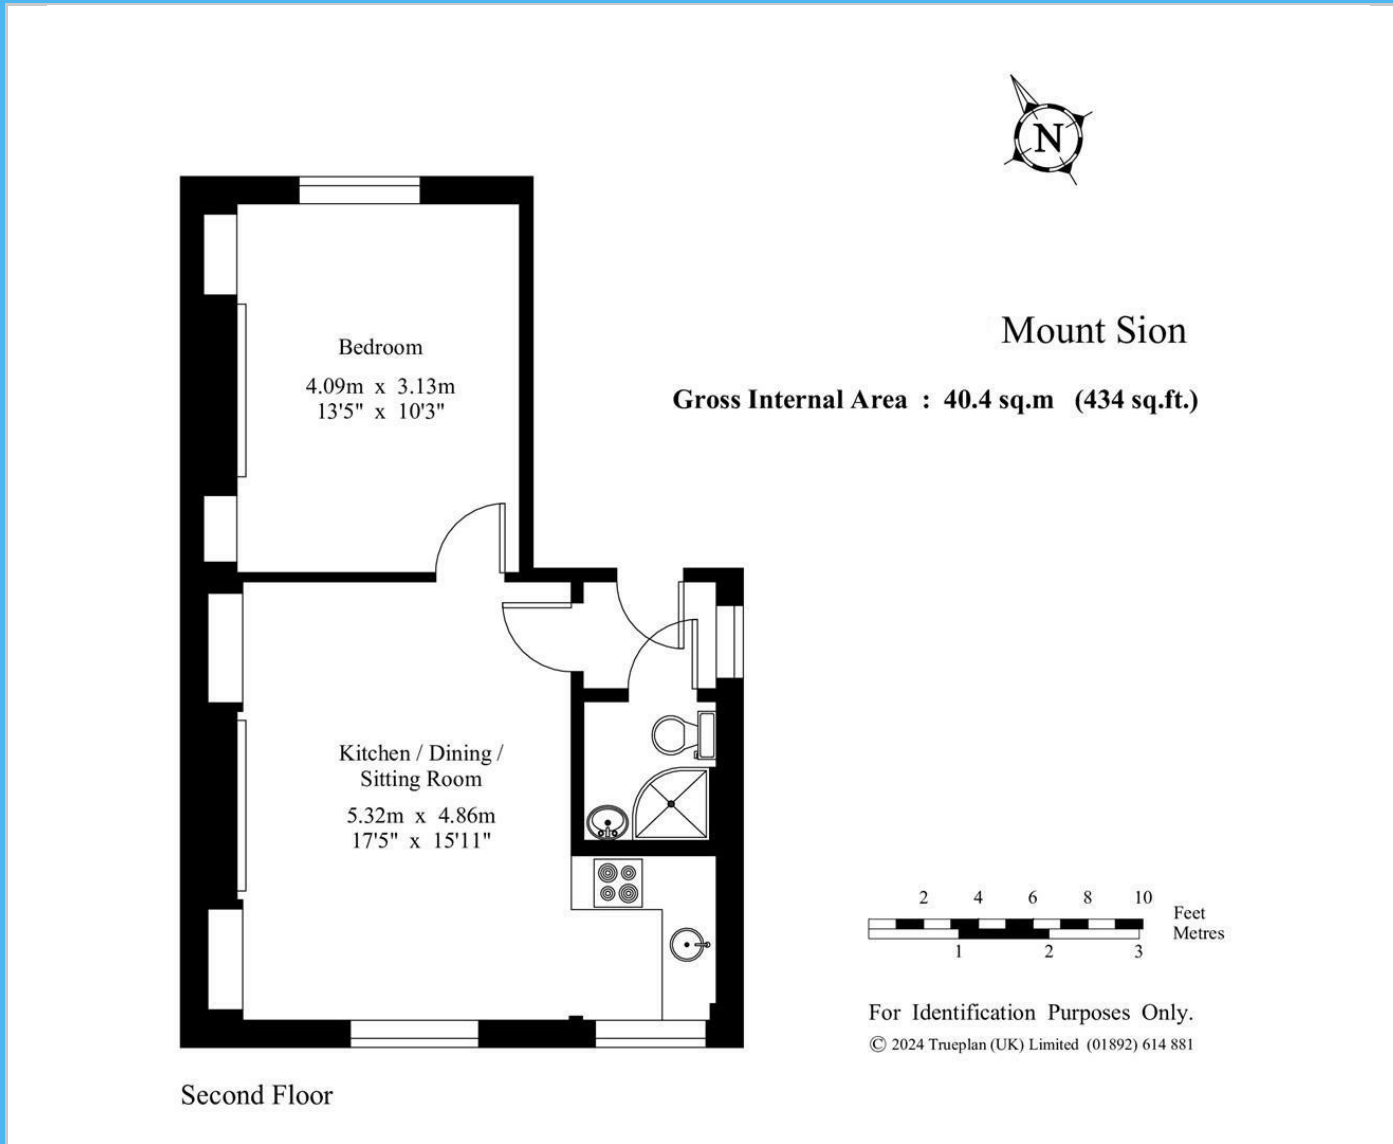 N
Mount Sion
Gross Internal Area : 40.4 sq.m (434 sq.ft.)
Bedroom
4.09m x 3.13m
13'5" x 10'3"
Kitchen / Dining /
Sitting Room
5.32m x 4.86m
17'5" x 15'11"
2 4 6 8 10
Feet
Metres
1 2 3
For Identification Purposes Only.
© 2024 Trueplan (UK) Limited (01892) 614 881
Second Floor